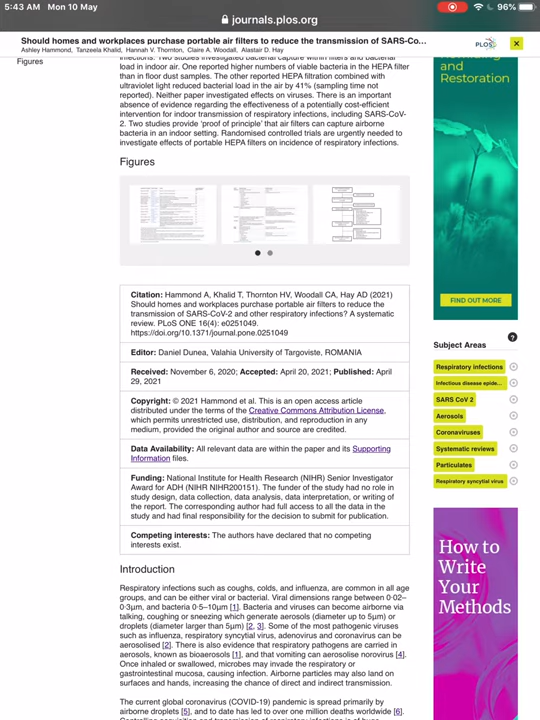 5:43 AM Mon 10 May
journals.plos.org
96%
Should homes and workplaces purchase portable air filters to reduce the transmission of SARS-Co...
Ashley Hammond, Tanzeela Khalid, Hannah V. Thornton, Claire A. Woodall, Alastair D. Hay
PLOS
Figures
infections. Two studies investigated bacterial capture within filters and bacterial
load in indoor air. One reported higher numbers of viable bacteria in the HEPA filter
than in floor dust samples. The other reported HEPA filtration combined with
ultraviolet light reduced bacterial load in the air by 41% (sampling time not
reported). Neither paper investigated effects on viruses. There is an important
absence of evidence regarding the effectiveness of a potentially cost-efficient
intervention for indoor transmission of respiratory infections, including SARS-CoV-
2. Two studies provide ‘proof of principle’ that air filters can capture airborne
bacteria in an indoor setting. Randomised controlled trials are urgently needed to
investigate effects of portable HEPA filters on incidence of respiratory infections.
Figures
Citation: Hammond A, Khalid T, Thornton HV, Woodall CA, Hay AD (2021)
Should homes and workplaces purchase portable air filters to reduce the
transmission of SARS-CoV-2 and other respiratory infections? A systematic
review. PLoS ONE 16(4): e0251049.
https://doi.org/10.1371/journal.pone.0251049
Editor: Daniel Dunea, Valahia University of Targoviste, ROMANIA
Received: November 6, 2020; Accepted: April 20, 2021; Published: April
29, 2021
Copyright: © 2021 Hammond et al. This is an open access article
distributed under the terms of the Creative Commons Attribution License,
which permits unrestricted use, distribution, and reproduction in any
medium, provided the original author and source are credited.
Data Availability: All relevant data are within the paper and its Supporting
Information files.
Funding: National Institute for Health Research (NIHR) Senior Investigator
Award for ADH (NIHR NIHR200151). The funder of the study had no role in
study design, data collection, data analysis, data interpretation, or writing of
the report. The corresponding author had full access to all the data in the
study and had final responsibility for the decision to submit for publication.
Competing interests: The authors have declared that no competing
interests exist.
Introduction
Respiratory infections such as coughs, colds, and influenza, are common in all age
groups, and can be either viral or bacterial. Viral dimensions range between 0·02–
0·3μm, and bacteria 0·5–10μm [1]. Bacteria and viruses can become airborne via
talking, coughing or sneezing which generate aerosols (diameter up to 5μm) or
droplets (diameter larger than 5μm) [2, 3]. Some of the most pathogenic viruses
such as influenza, respiratory syncytial virus, adenovirus and coronavirus can be
aerosolised [2]. There is also evidence that respiratory pathogens are carried in
aerosols, known as bioaerosols [1], and that vomiting can aerosolise norovirus [4].
Once inhaled or swallowed, microbes may invade the respiratory or
gastrointestinal mucosa, causing infection. Airborne particles may also land on
surfaces and hands, increasing the chance of direct and indirect transmission.
The current global coronavirus (COVID-19) pandemic is spread primarily by
airborne droplets [5], and to date has led to over one million deaths worldwide [6].
and
Restoration
FIND OUT MORE
?
Subject Areas
Respiratory infections
Infectious disease epide...
SARS CoV 2
Aerosols
Coronaviruses
Systematic reviews
Particulates
Respiratory syncytial virus
How to
Write
Your
Methods